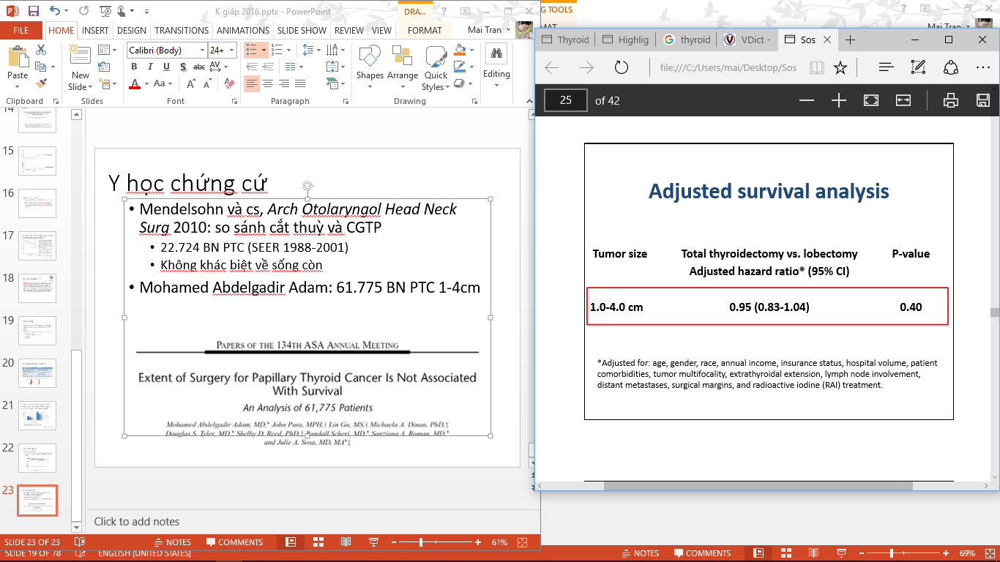 K giáp 2016.pptx - PowerPoint
DRA...
G TOOLS
FILE HOME INSERT DESIGN TRANSITIONS ANIMATIONS SLIDE SHOW REVIEW VIEW FORMAT
Mai Tran
MAT
Mai Tran
Calibri (Body) 24+
Paste
New
Slide
B I U S abc AV
A Aa A A
Shapes Arrange Quick
Styles
Editing
Clipboard Slides Font Paragraph Drawing
14
15
16
17
18
19
20
21
22
23
Y học chứng cứ
• Mendelsohn và cs, Arch Otolaryngol Head Neck
Surg 2010: so sánh cắt thuỳ và CGTP
• 22.724 BN PTC (SEER 1988-2001)
• Không khác biệt về sống còn
• Mohamed Abdelgadir Adam: 61.775 BN PTC 1-4cm
PAPERS OF THE 134TH ASA ANNUAL MEETING
Extent of Surgery for Papillary Thyroid Cancer Is Not Associated
With Survival
An Analysis of 61,775 Patients
Mohamed Abdelgadir Adam, MD,* John Pura, MPH,† Lin Gu, MS,† Michaela A. Dinan, PhD,‡
Douglas S. Tyler, MD,* Shelby D. Reed, PhD,‡ Randall Scheri, MD,* Sanziana A. Roman, MD,*
and Julie A. Sosa, MD, MA*‡
Click to add notes
SLIDE 23 OF 23 NOTES COMMENTS 61%
SLIDE 19 OF 78 ENGLISH (UNITED STATES) NOTES COMMENTS 69%
Thyroid Highlig thyroid VDict - Sos
file:///C:/Users/mai/Desktop/Sos
25 of 42
Adjusted survival analysis
Tumor size Total thyroidectomy vs. lobectomy P-value
Adjusted hazard ratio* (95% CI)
1.0-4.0 cm 0.95 (0.83-1.04) 0.40
*Adjusted for: age, gender, race, annual income, insurance status, hospital volume, patient
comorbidities, tumor multifocality, extrathyroidal extension, lymph node involvement,
distant metastases, surgical margins, and radioactive iodine (RAI) treatment.